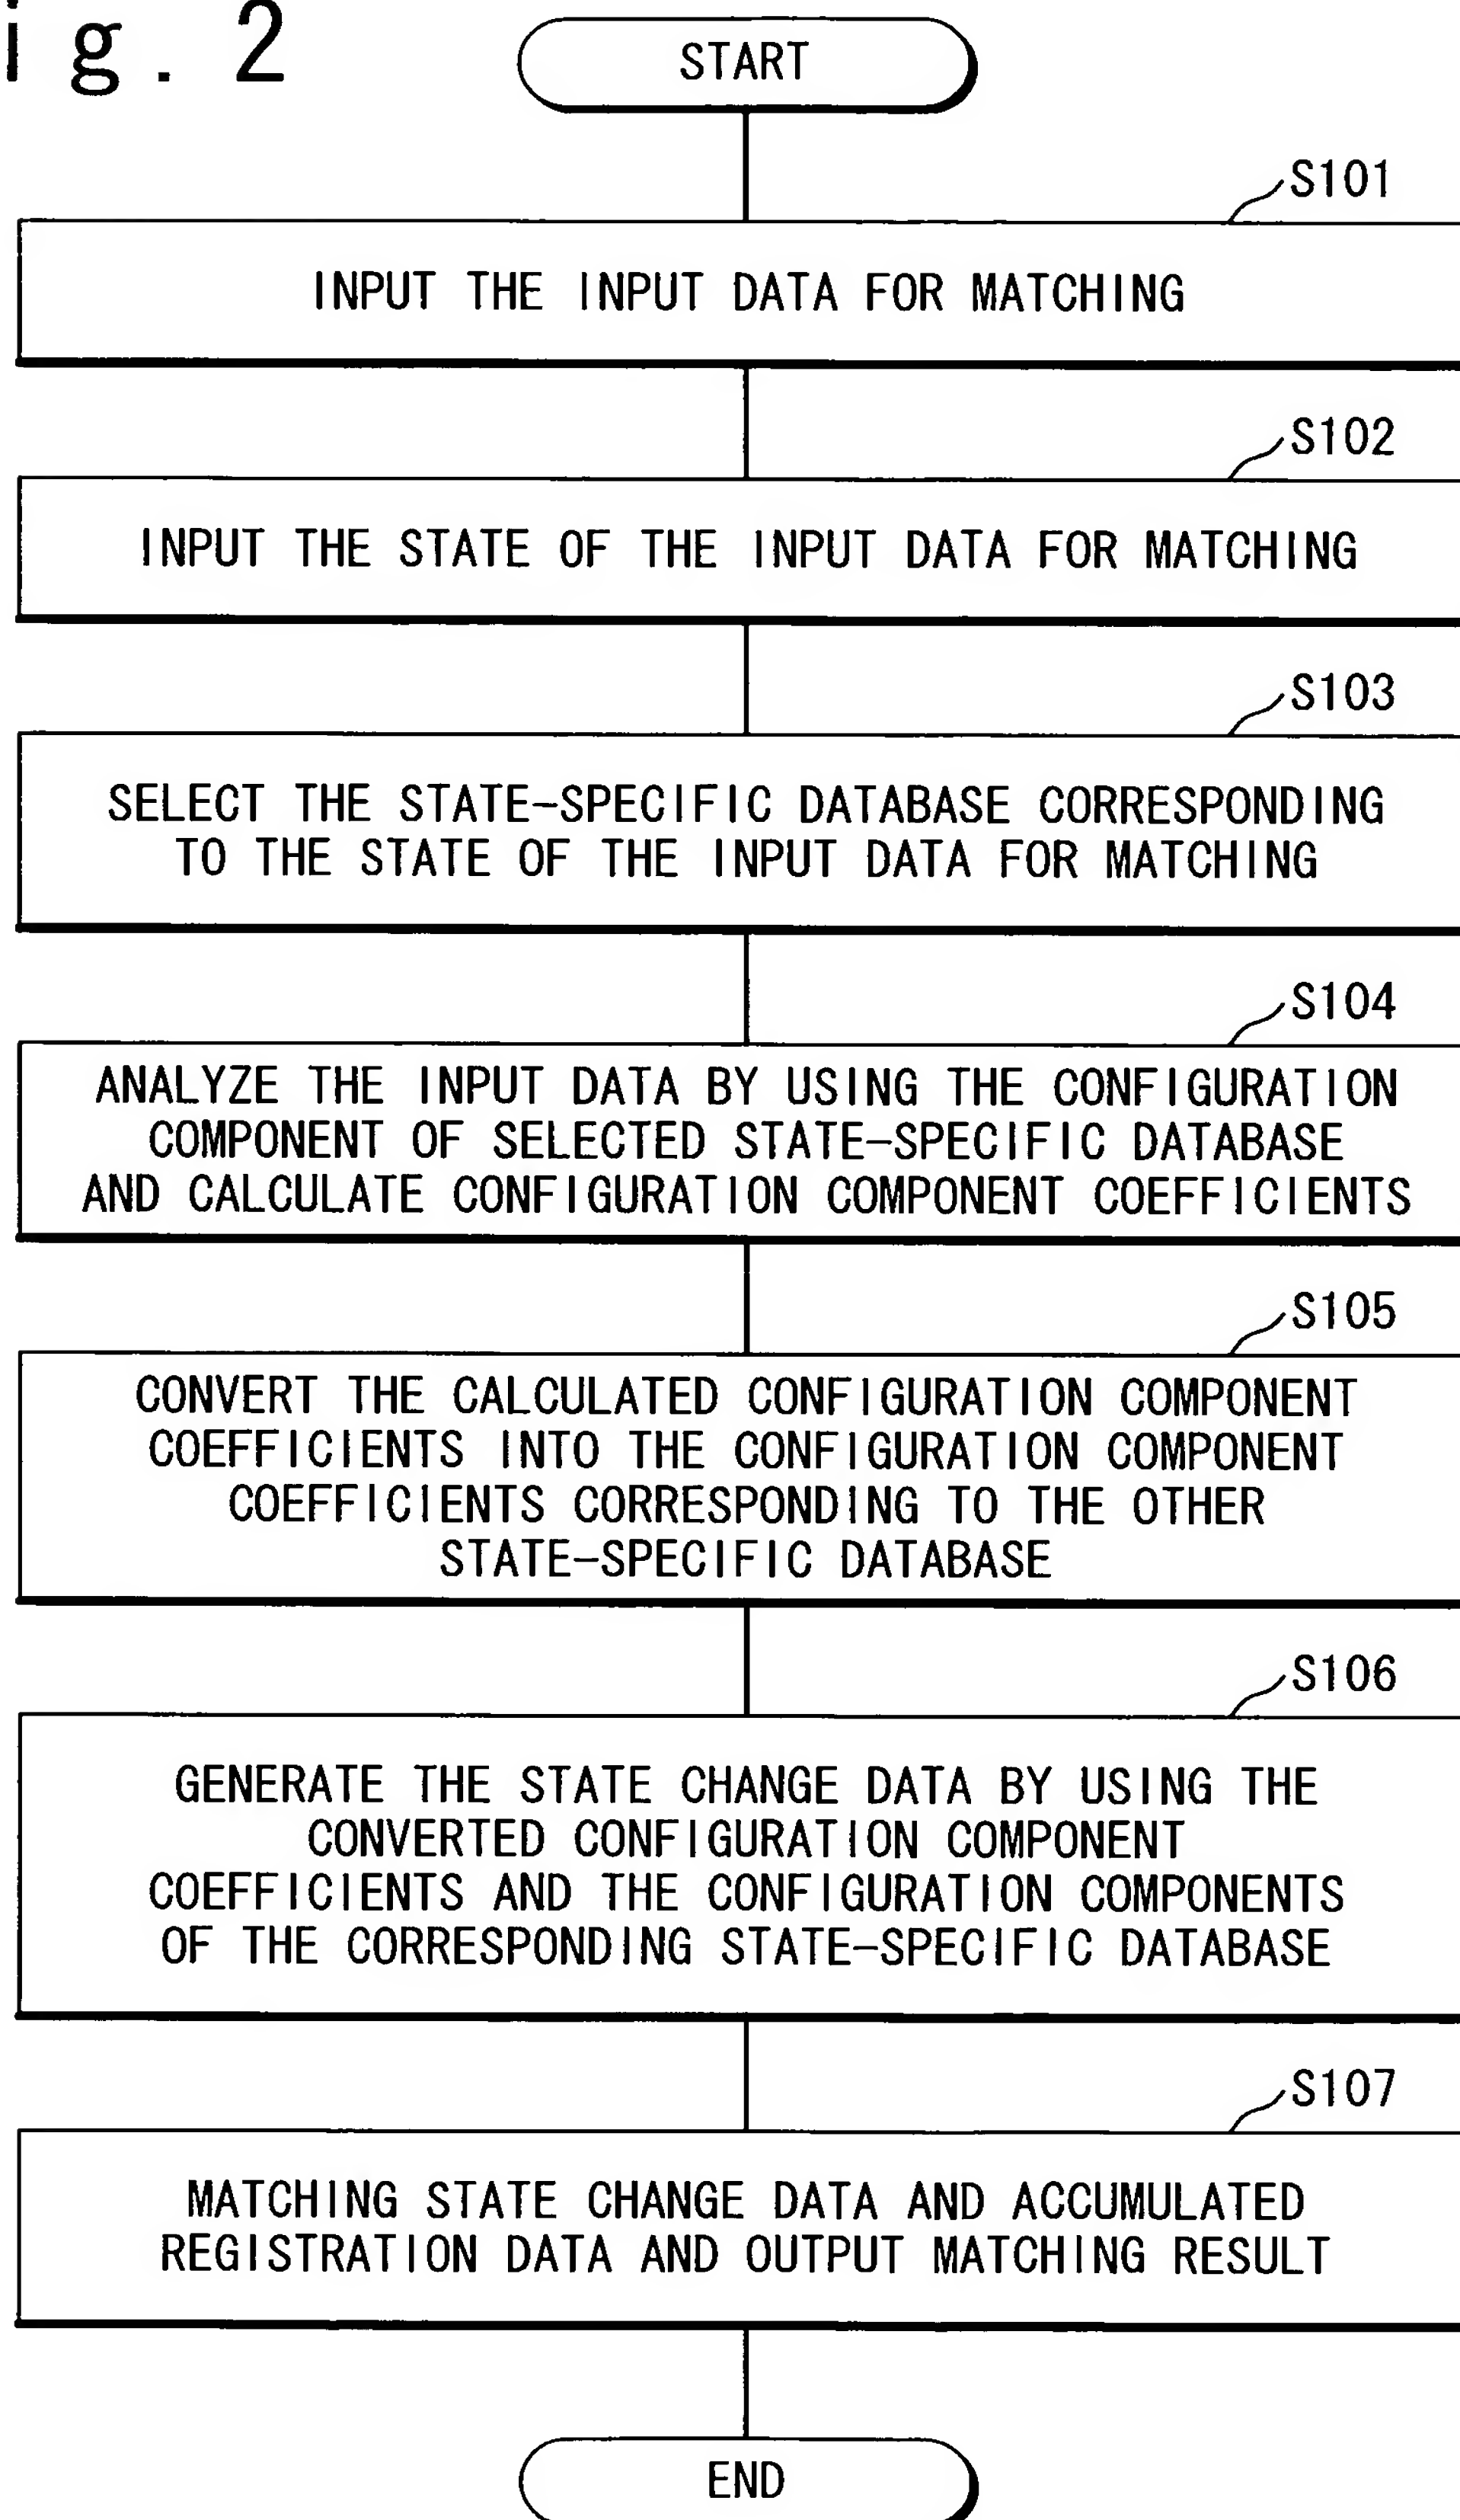 ig. 2
START
S101
INPUT THE INPUT DATA FOR MATCHING
S102
INPUT THE STATE OF THE INPUT DATA FOR MATCHING
S103
SELECT THE STATE-SPECIFIC DATABASE CORRESPONDING
TO THE STATE OF THE INPUT DATA FOR MATCHING
S104
ANALYZE THE INPUT DATA BY USING THE CONFIGURATION
COMPONENT OF SELECTED STATE-SPECIFIC DATABASE
AND CALCULATE CONFIGURATION COMPONENT COEFFICIENTS
S105
CONVERT THE CALCULATED CONFIGURATION COMPONENT
COEFFICIENTS INTO THE CONFIGURATION COMPONENT
COEFFICIENTS CORRESPONDING TO THE OTHER
STATE-SPECIFIC DATABASE
S106
GENERATE THE STATE CHANGE DATA BY USING THE
CONVERTED CONFIGURATION COMPONENT
COEFFICIENTS AND THE CONFIGURATION COMPONENTS
OF THE CORRESPONDING STATE-SPECIFIC DATABASE
S107
MATCHING STATE CHANGE DATA AND ACCUMULATED
REGISTRATION DATA AND OUTPUT MATCHING RESULT
END